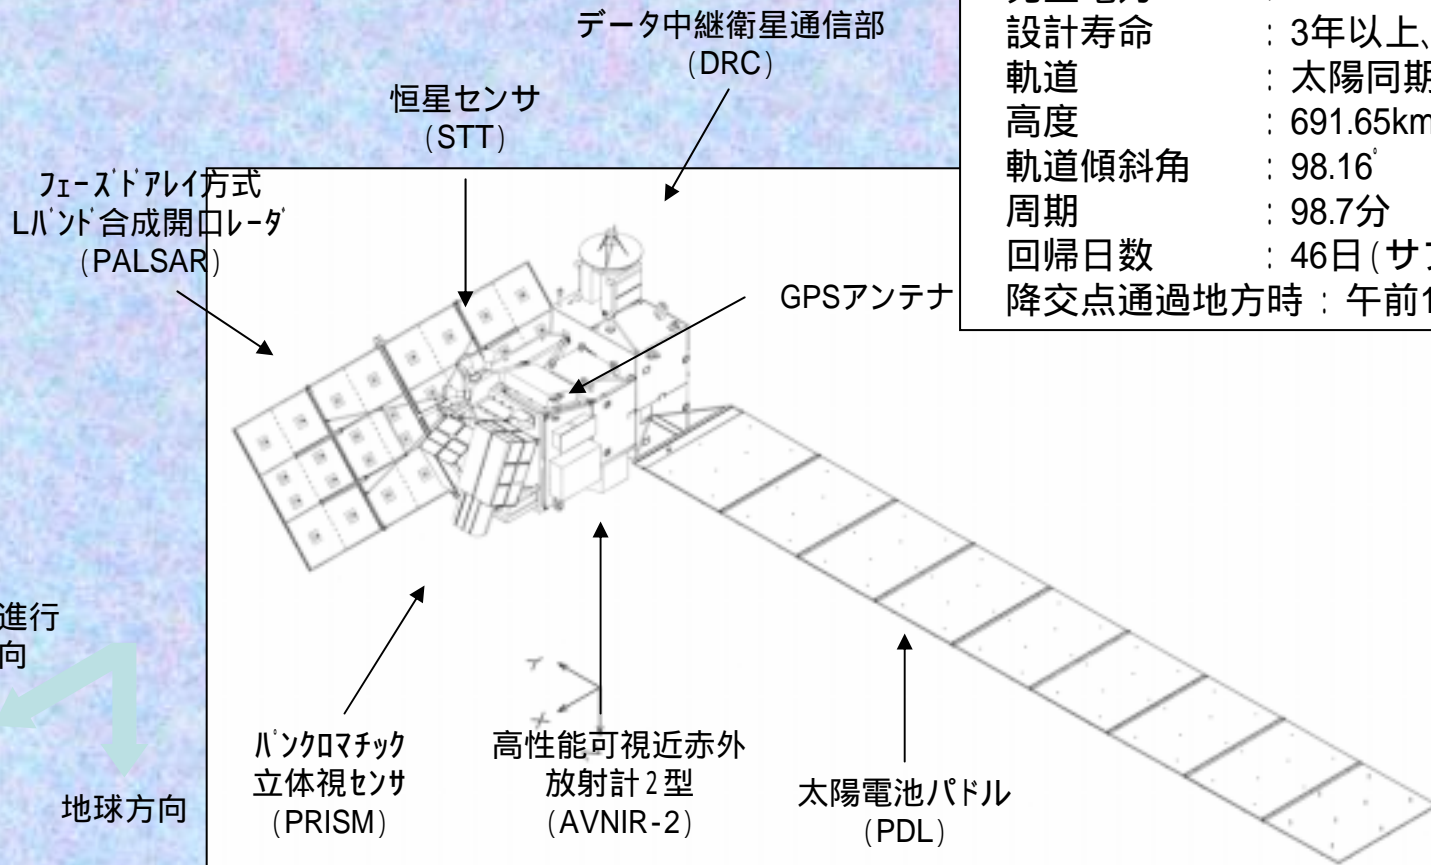 データ中継衛星通信部
(DRC)
恒星センサ
(STT)
フェーズドアレイ方式
Lバンド合成開口レーダ
(PALSAR)
GPSアンテナ
設計寿命 : 3年以上、
軌道 : 太陽同期
高度 : 691.65km
軌道傾斜角 : 98.16°
周期 : 98.7分
回帰日数 : 46日(サブ
降交点通過地方時 : 午前1
進行
向
地球方向
Y
X
パンクロマチック
立体視センサ
(PRISM)
高性能可視近赤外
放射計2型
(AVNIR-2)
太陽電池パドル
(PDL)